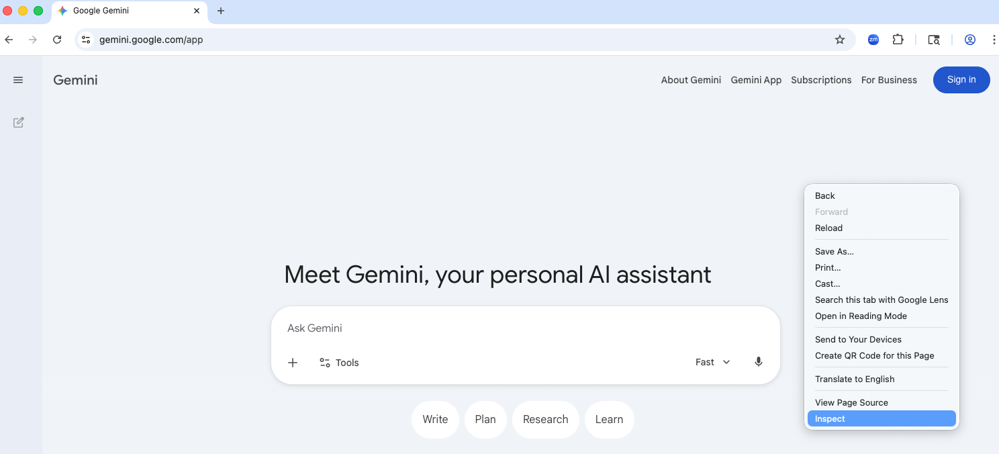 Google Gemini
gemini.google.com/app
zm
Gemini
About Gemini Gemini App Subscriptions For Business Sign in
Meet Gemini, your personal AI assistant
Ask Gemini
Tools Fast
Write Plan Research Learn
Back
Forward
Reload
Save As...
Print...
Cast...
Search this tab with Google Lens
Open in Reading Mode
Send to Your Devices
Create QR Code for this Page
Translate to English
View Page Source
Inspect